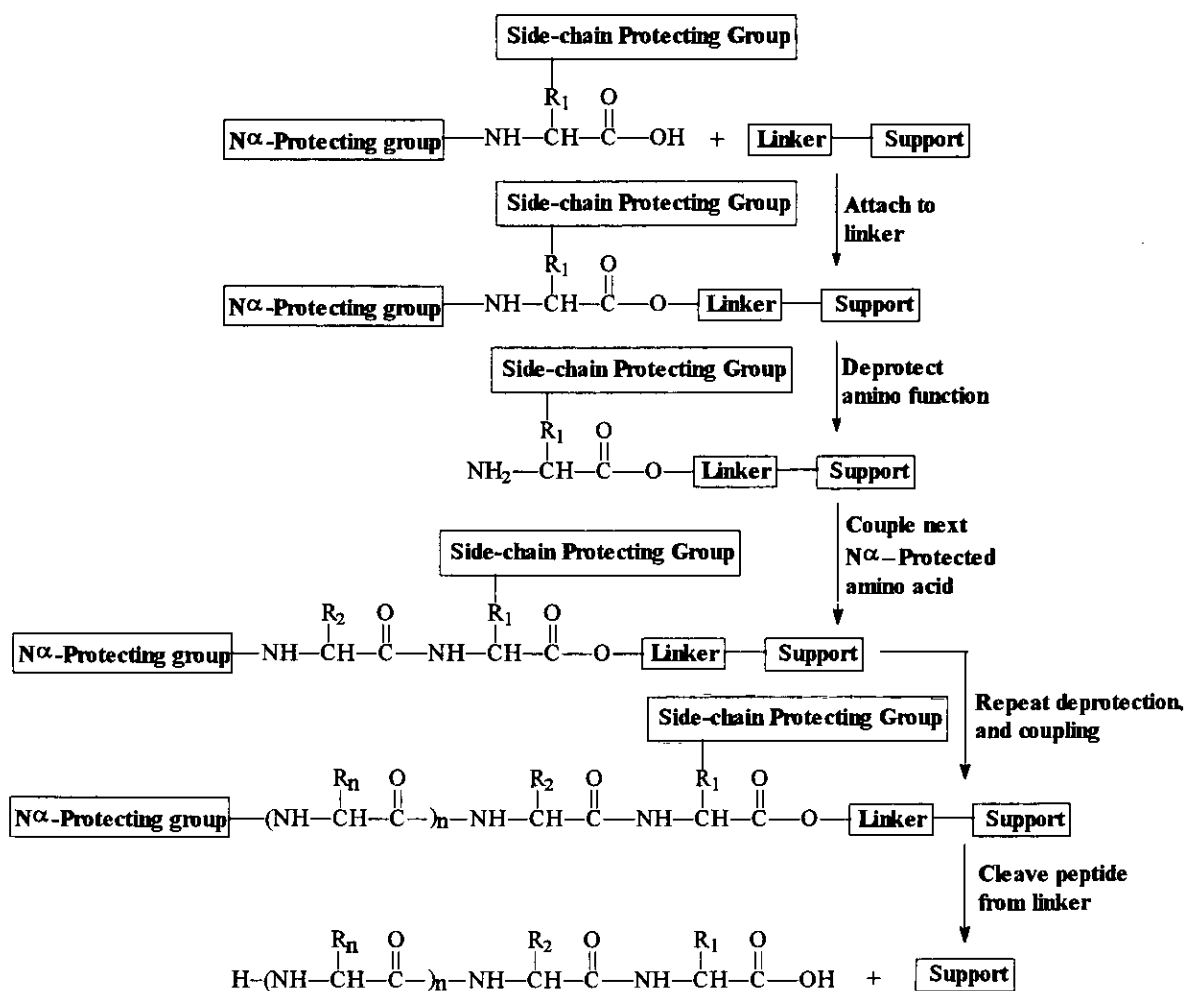 Side-chain Protecting Group
R1 O
Nα-Protecting group —NH—CH—C—OH + Linker — Support
Side-chain Protecting Group
Attach to
linker
R1 O
Nα-Protecting group —NH—CH—C—O— Linker — Support
Side-chain Protecting Group
Deprotect
amino function
R1 O
NH2—CH—C—O— Linker — Support
Couple next
Side-chain Protecting Group
Nα–Protected
amino acid
R2 O R1 O
Nα-Protecting group —NH—CH—C—NH—CH—C—O— Linker — Support
Side-chain Protecting Group
Repeat deprotection,
and coupling
Rn O R2 O R1 O
Nα-Protecting group —(NH—CH—C—)n—NH—CH—C—NH—CH—C—O— Linker — Support
Cleave peptide
from linker
Rn O R2 O R1 O
H—(NH—CH—C—)n—NH—CH—C—NH—CH—C—OH + Support